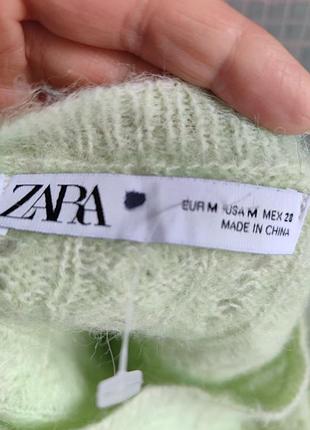 ZARA
EUR M USA M MEX 28
MADE IN CHINA